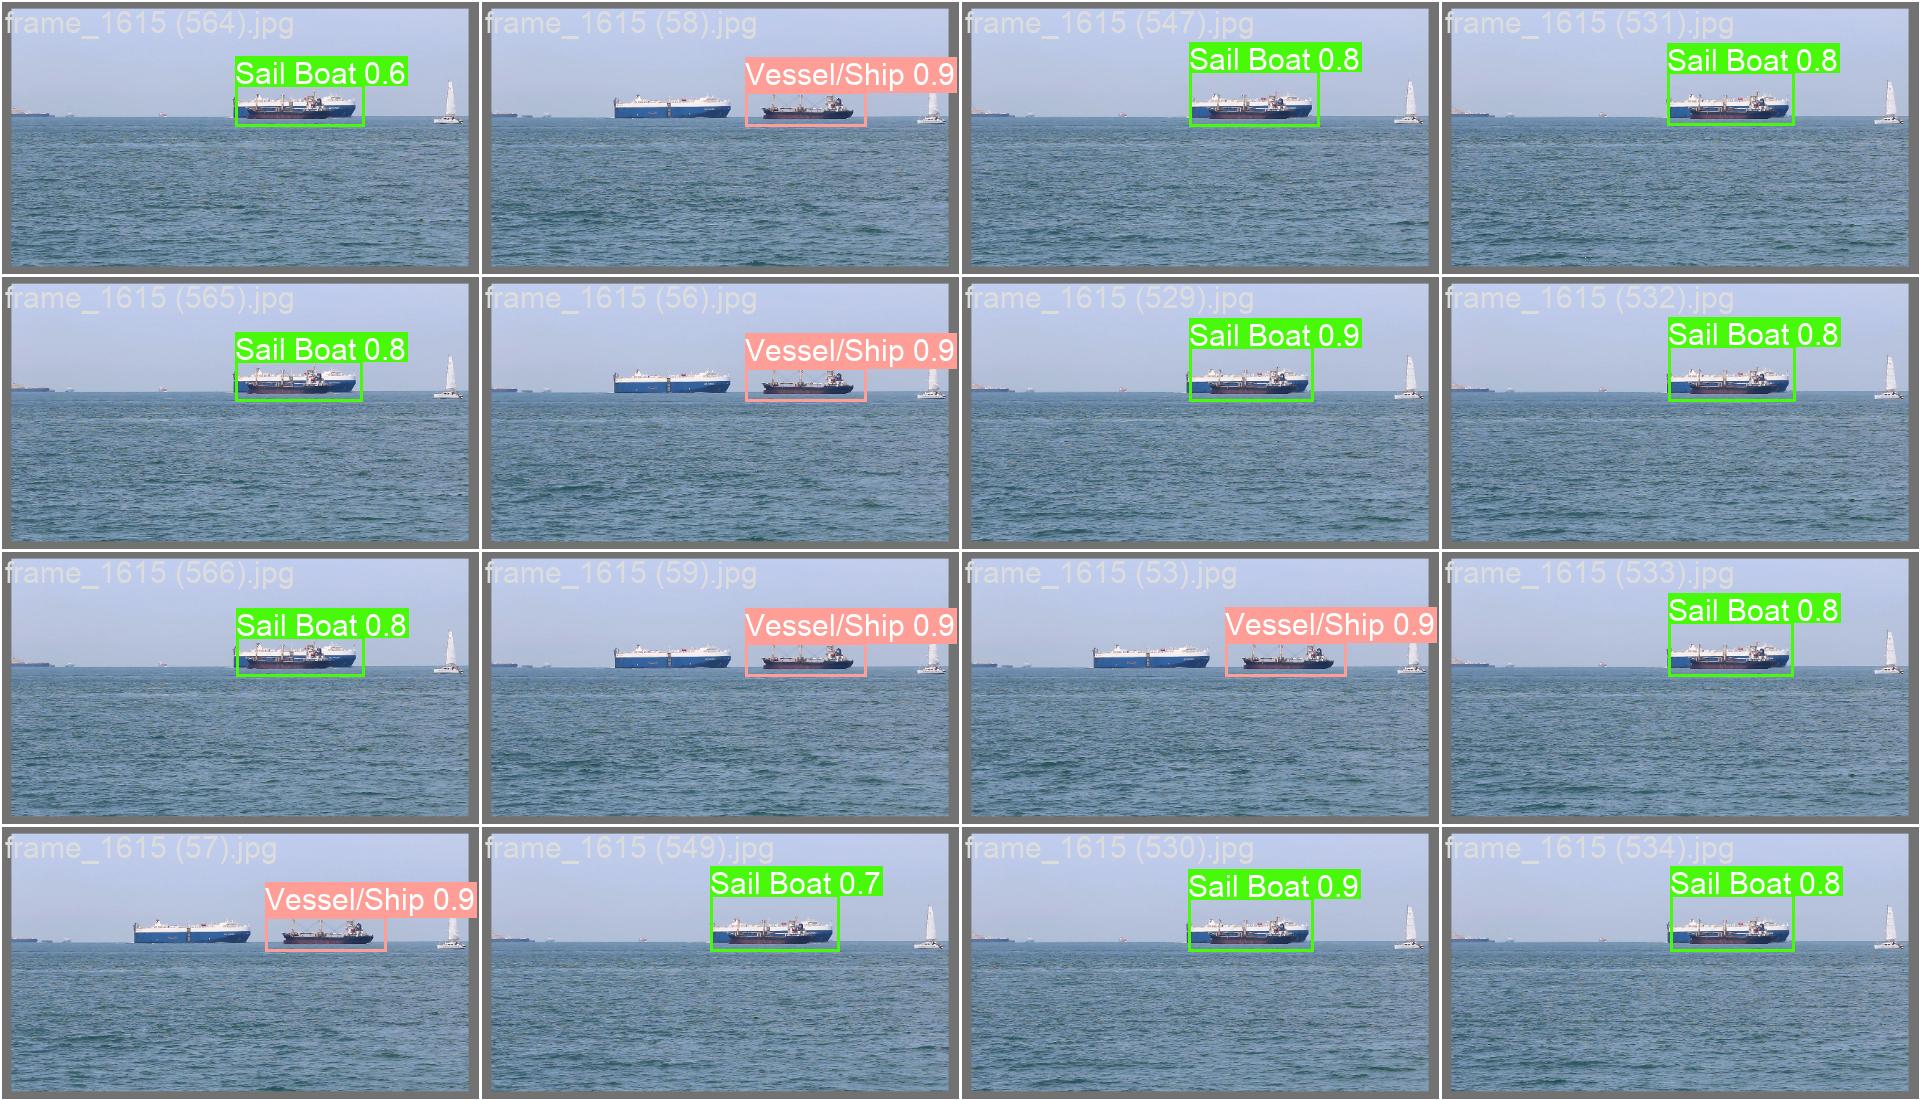 frame_1615 (564).jpg
Sail Boat 0.6
frame_1615 (58).jpg
Vessel/Ship 0.9
frame_1615 (547).jpg
Sail Boat 0.8
frame_1615 (531).jpg
Sail Boat 0.8
frame_1615 (565).jpg
Sail Boat 0.8
frame_1615 (56).jpg
Vessel/Ship 0.9
frame_1615 (529).jpg
Sail Boat 0.9
frame_1615 (532).jpg
Sail Boat 0.8
frame_1615 (566).jpg
Sail Boat 0.8
frame_1615 (59).jpg
Vessel/Ship 0.9
frame_1615 (53).jpg
Vessel/Ship 0.9
frame_1615 (533).jpg
Sail Boat 0.8
frame_1615 (57).jpg
Vessel/Ship 0.9
frame_1615 (549).jpg
Sail Boat 0.7
frame_1615 (530).jpg
Sail Boat 0.9
frame_1615 (534).jpg
Sail Boat 0.8